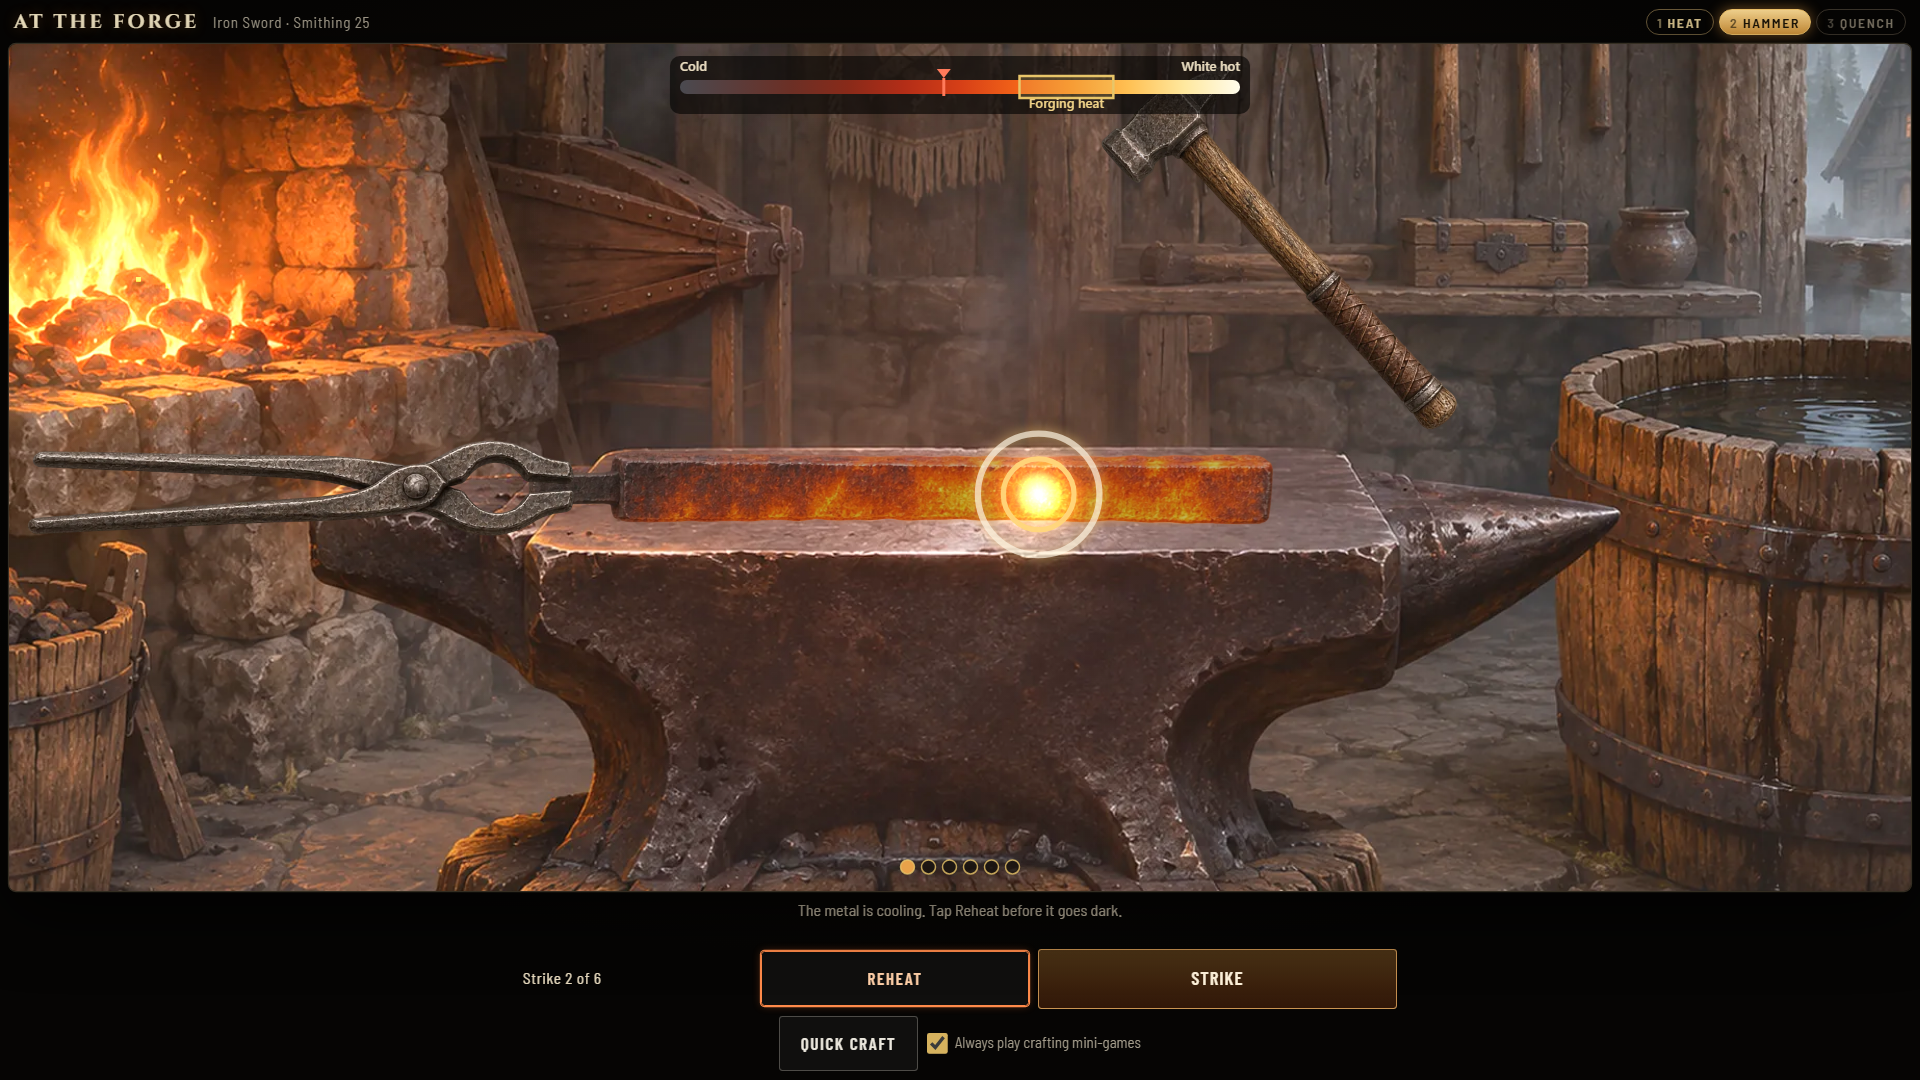 AT THE FORGE
Iron Sword · Smithing 25
1 HEAT
2 HAMMER
3 QUENCH
Cold
White hot
Forging heat
The metal is cooling. Tap Reheat before it goes dark.
Strike 2 of 6
REHEAT
STRIKE
QUICK CRAFT
Always play crafting mini-games